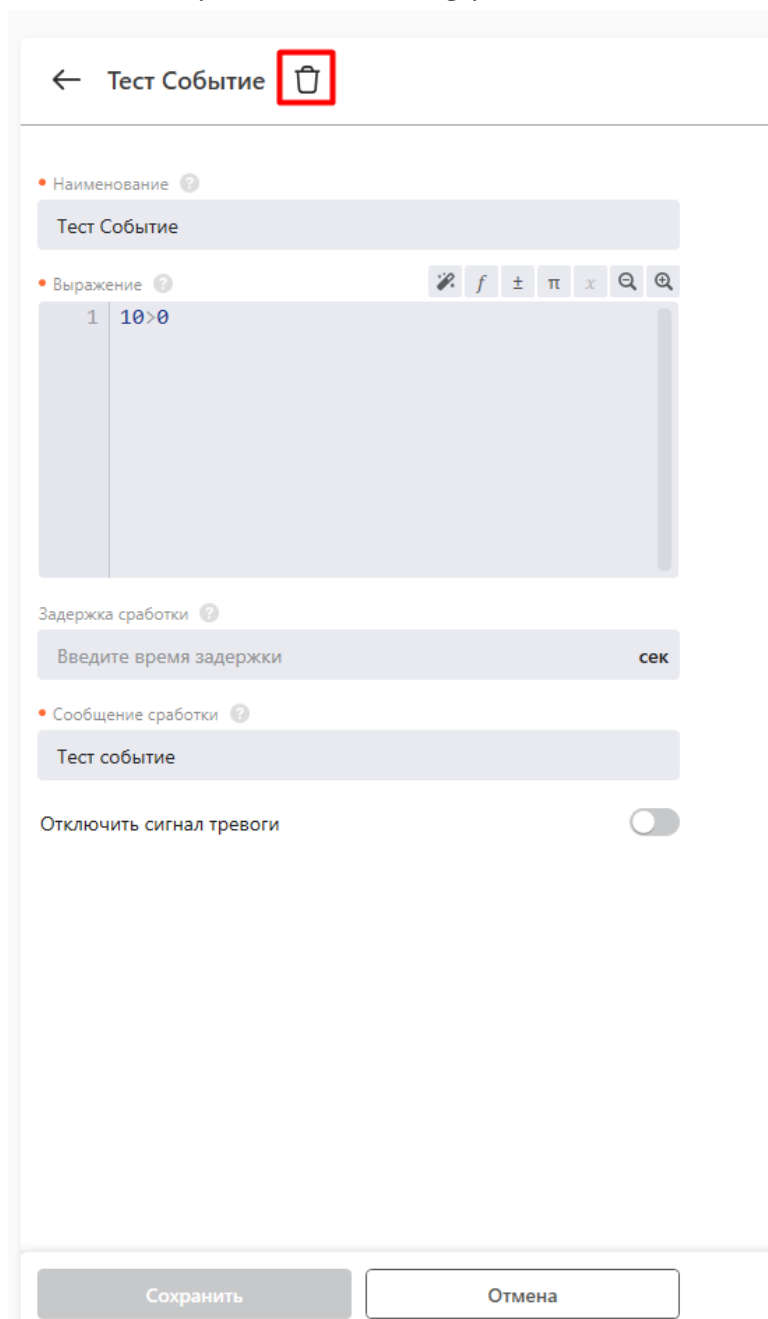 Тест Событие
• Наименование ?
Тест Событие
• Выражение ? f ± π x
1 10>0
Задержка сработки ?
Введите время задержки сек
• Сообщение сработки ?
Тест событие
Отключить сигнал тревоги
Сохранить Отмена